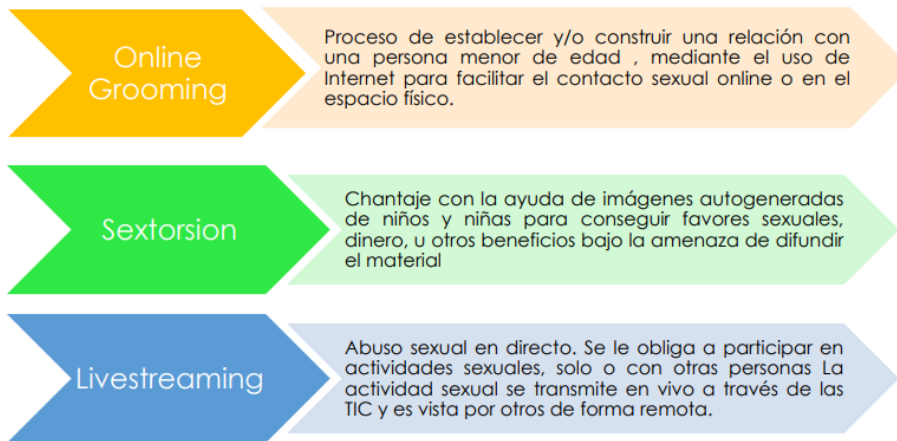 Online
Grooming
Proceso de establecer y/o construir una relación con
una persona menor de edad , mediante el uso de
Internet para facilitar el contacto sexual online o en el
espacio físico.
Sextorsion
Chantaje con la ayuda de imágenes autogeneradas
de niños y niñas para conseguir favores sexuales,
dinero, u otros beneficios bajo la amenaza de difundir
el material
Livestreaming
Abuso sexual en directo. Se le obliga a participar en
actividades sexuales, solo o con otras personas La
actividad sexual se transmite en vivo a través de las
TIC y es vista por otros de forma remota.